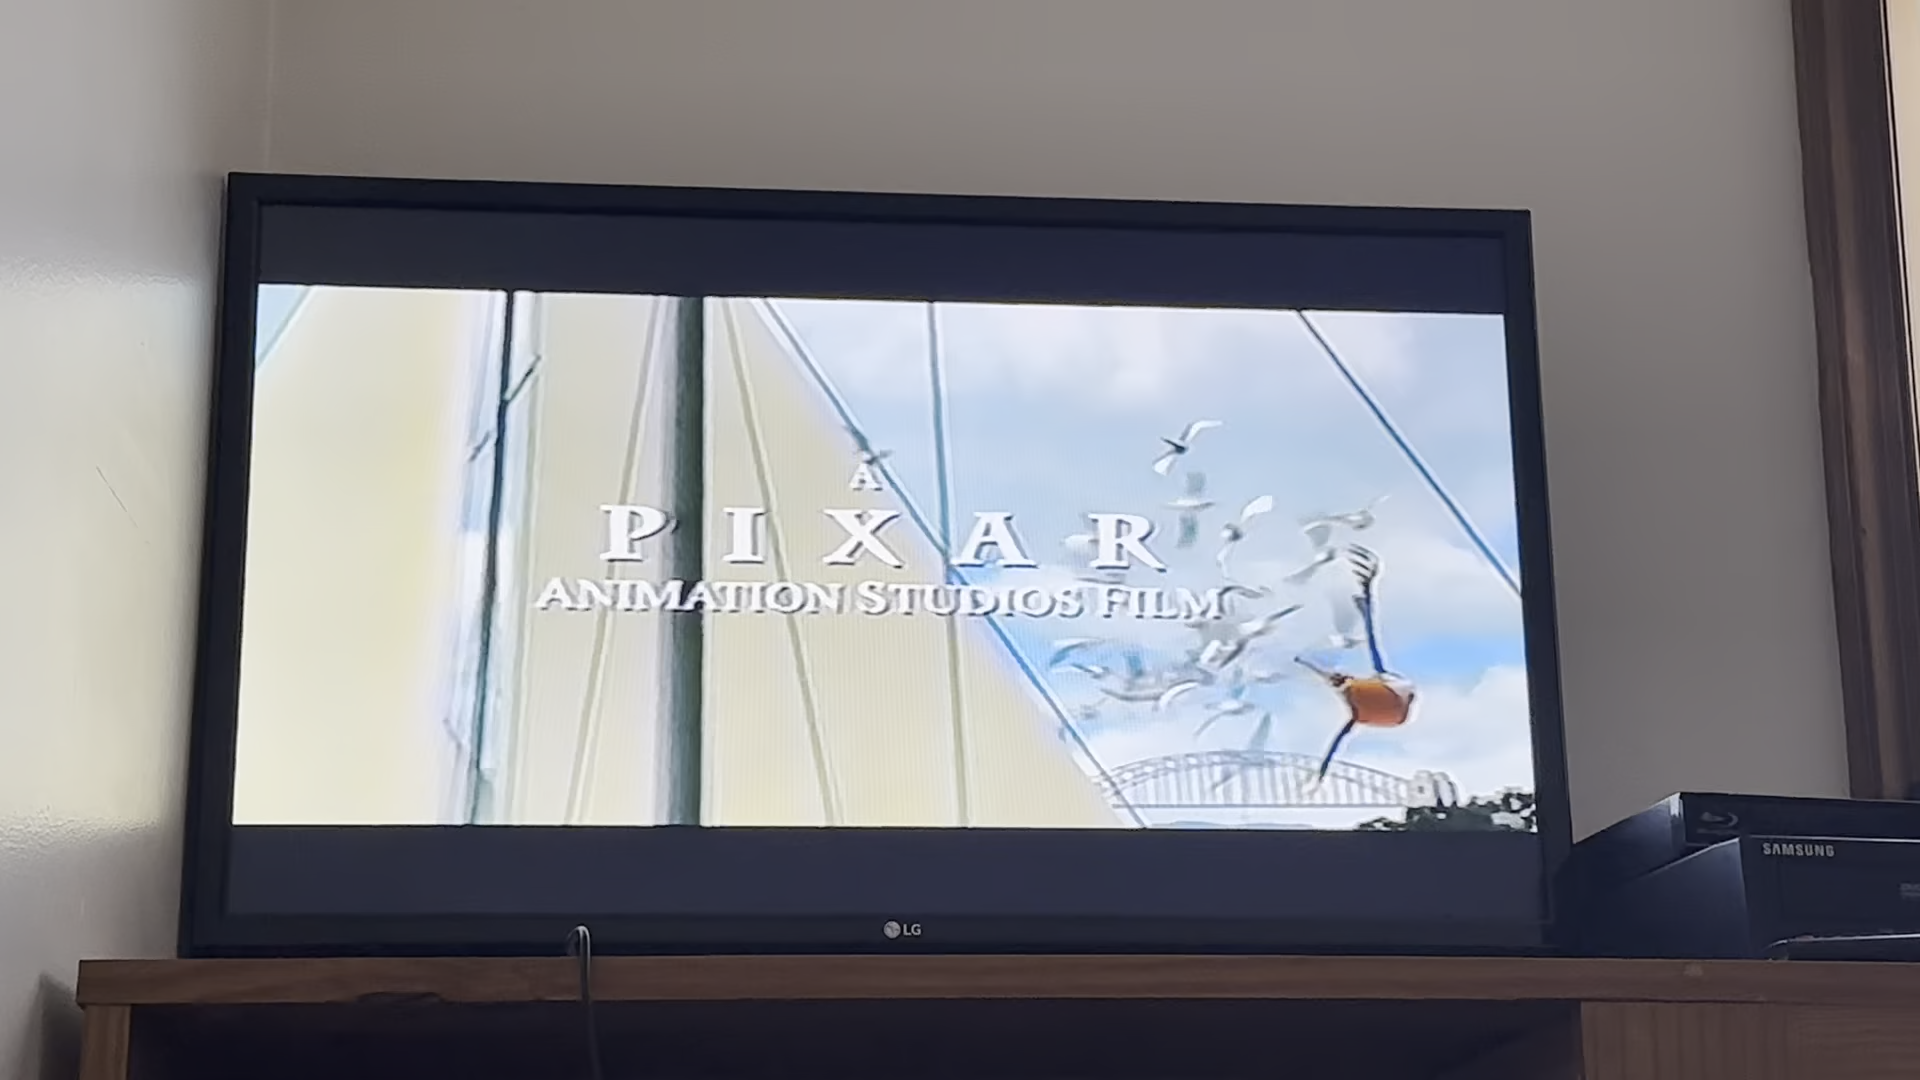 A
PIXAR
ANIMATION STUDIOS FILM
SAMSUNG
LG